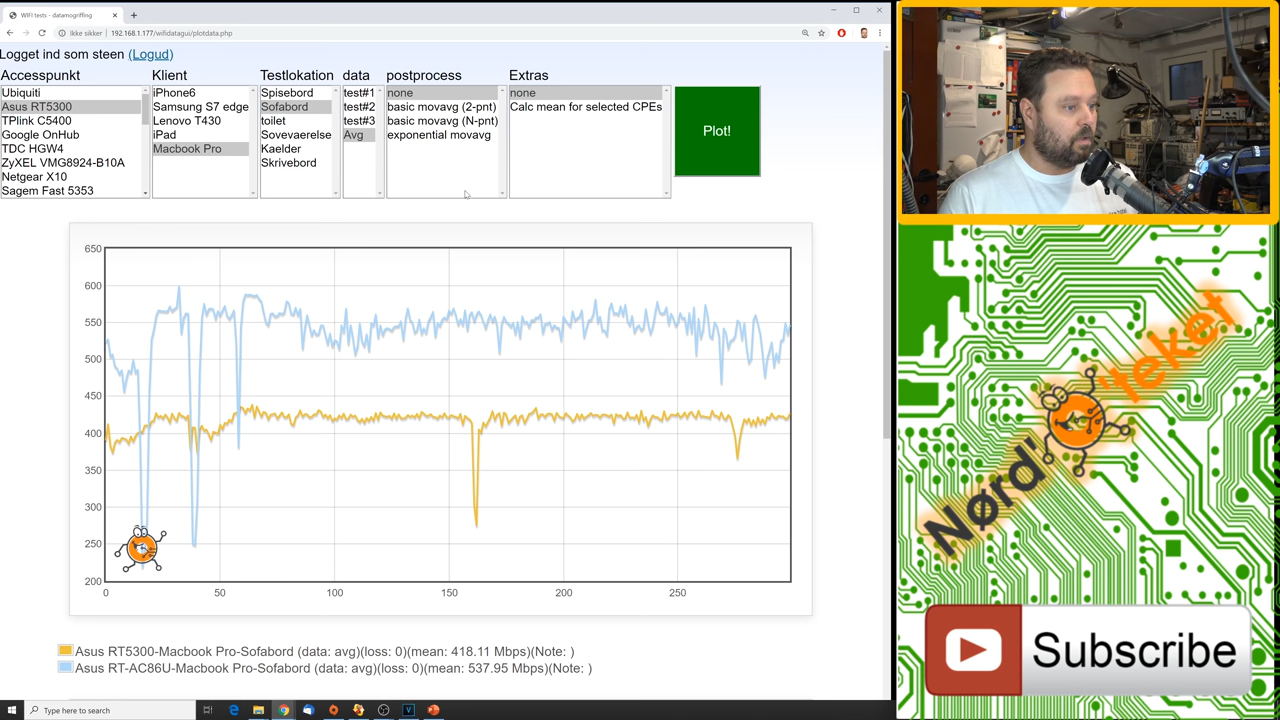 WIFI tests - datamogriffing
Ikke sikker | 192.168.1.177/wifidatagui/plotdata.php
Logget ind som steen (Logud)
Accesspunkt Klient Testlokation data postprocess Extras
Ubiquiti iPhone6 Spisebord test#1 none none
Asus RT5300 Samsung S7 edge Sofabord test#2 basic movavg (2-pnt) Calc mean for selected CPEs
TPlink C5400 Lenovo T430 toilet test#3 basic movavg (N-pnt)
Google OnHub iPad Sovevaerelse Avg exponential movavg
TDC HGW4 Macbook Pro Kaelder
ZyXEL VMG8924-B10A Skrivebord
Netgear X10
Sagem Fast 5353
Plot!
650
600
550
500
450
400
350
300
250
200
0 50 100 150 200 250
Asus RT5300-Macbook Pro-Sofabord (data: avg)(loss: 0)(mean: 418.11 Mbps)(Note: )
Asus RT-AC86U-Macbook Pro-Sofabord (data: avg)(loss: 0)(mean: 537.95 Mbps)(Note: )
Nørd'teket
Subscribe
Type here to search